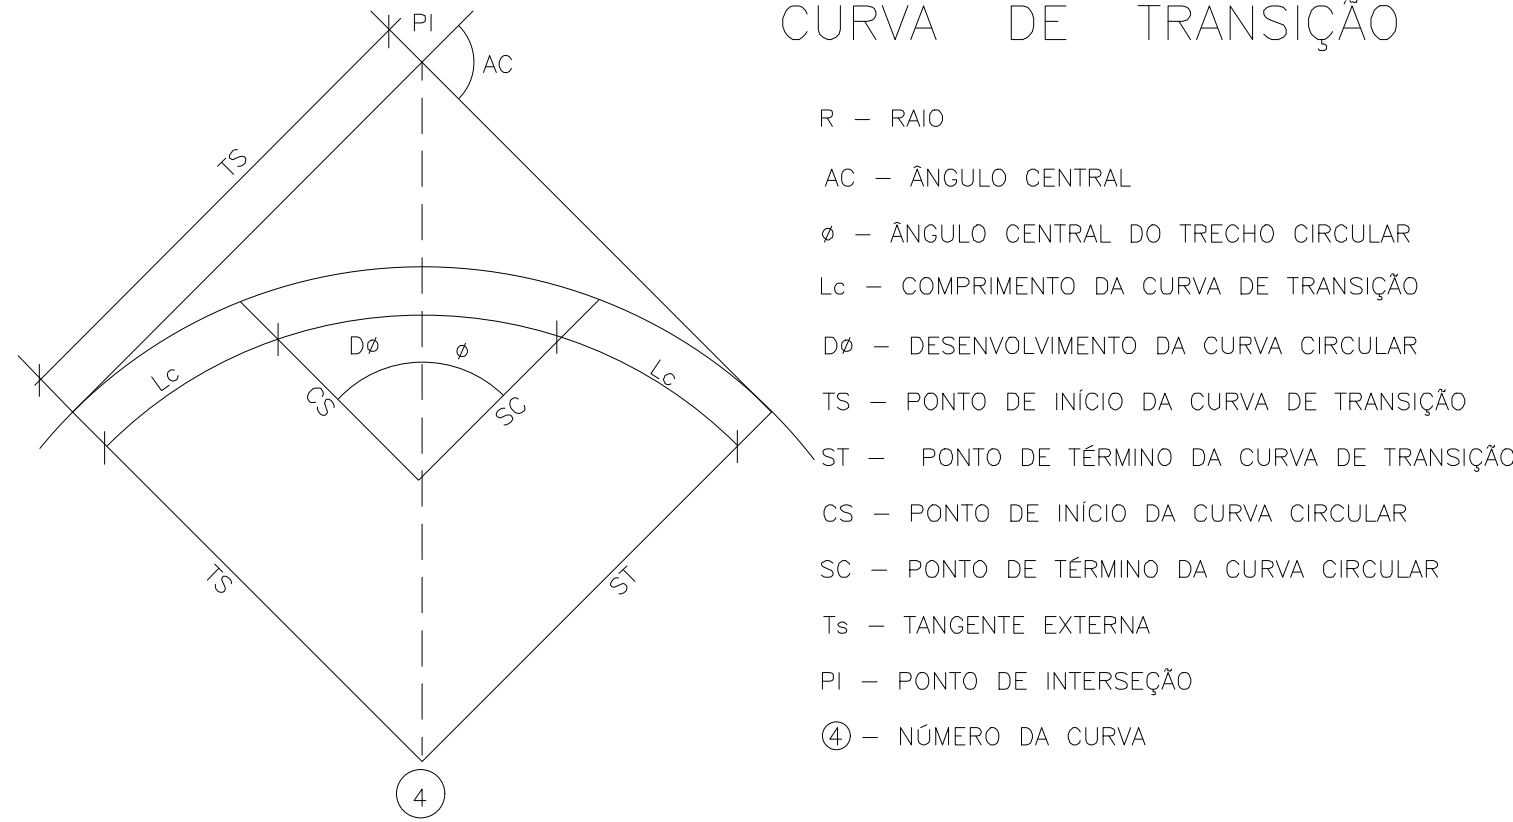 CURVA DE TRANSIÇÃO
PI
AC
TS
R – RAIO
AC – ÂNGULO CENTRAL
ø – ÂNGULO CENTRAL DO TRECHO CIRCULAR
Lc – COMPRIMENTO DA CURVA DE TRANSIÇÃO
Dø – DESENVOLVIMENTO DA CURVA CIRCULAR
TS – PONTO DE INÍCIO DA CURVA DE TRANSIÇÃO
ST – PONTO DE TÉRMINO DA CURVA DE TRANSIÇÃO
CS – PONTO DE INÍCIO DA CURVA CIRCULAR
SC – PONTO DE TÉRMINO DA CURVA CIRCULAR
Ts – TANGENTE EXTERNA
PI – PONTO DE INTERSEÇÃO
4 – NÚMERO DA CURVA
Dø
ø
Lc
Lc
CS
SC
TS
ST
4